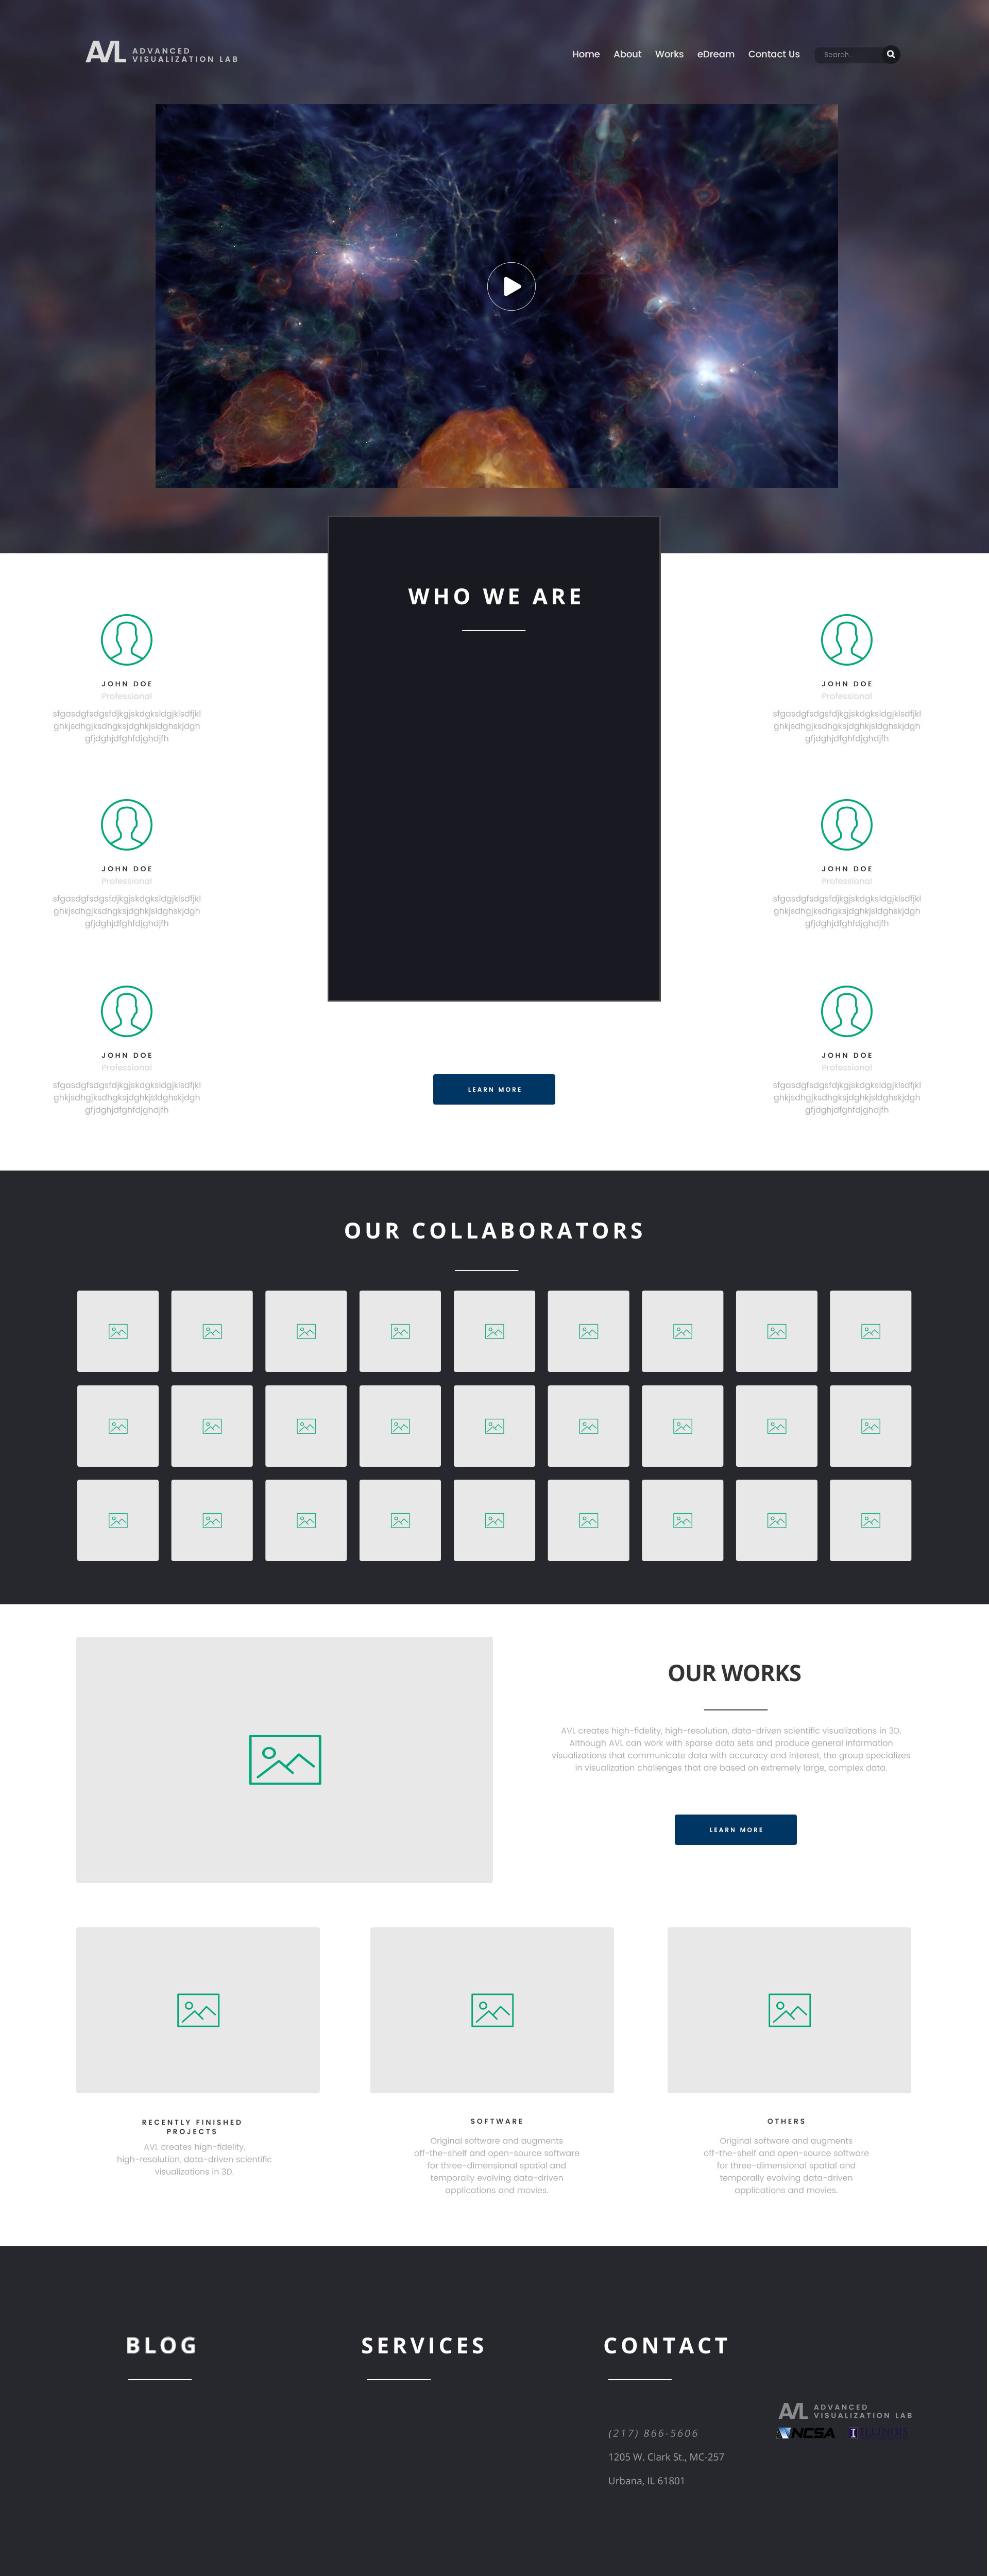 AVL ADVANCED
VISUALIZATION LAB
Home About Works eDream Contact Us Search...
WHO WE ARE
JOHN DOE
Professional
sfgasdgfsdgsfdjkgjskdgksldgjklsdfjkl
ghkjsdhgjksdhgksjdghkjsldghskjdgh
gfjdghjdfghfdjghdjfh
JOHN DOE
Professional
sfgasdgfsdgsfdjkgjskdgksldgjklsdfjkl
ghkjsdhgjksdhgksjdghkjsldghskjdgh
gfjdghjdfghfdjghdjfh
JOHN DOE
Professional
sfgasdgfsdgsfdjkgjskdgksldgjklsdfjkl
ghkjsdhgjksdhgksjdghkjsldghskjdgh
gfjdghjdfghfdjghdjfh
JOHN DOE
Professional
sfgasdgfsdgsfdjkgjskdgksldgjklsdfjkl
ghkjsdhgjksdhgksjdghkjsldghskjdgh
gfjdghjdfghfdjghdjfh
JOHN DOE
Professional
sfgasdgfsdgsfdjkgjskdgksldgjklsdfjkl
ghkjsdhgjksdhgksjdghkjsldghskjdgh
gfjdghjdfghfdjghdjfh
JOHN DOE
Professional
sfgasdgfsdgsfdjkgjskdgksldgjklsdfjkl
ghkjsdhgjksdhgksjdghkjsldghskjdgh
gfjdghjdfghfdjghdjfh
LEARN MORE
OUR COLLABORATORS
OUR WORKS
AVL creates high-fidelity, high-resolution, data-driven scientific visualizations in 3D.
Although AVL can work with sparse data sets and produce general information
visualizations that communicate data with accuracy and interest, the group specializes
in visualization challenges that are based on extremely large, complex data.
LEARN MORE
RECENTLY FINISHED
PROJECTS
AVL creates high-fidelity,
high-resolution, data-driven scientific
visualizations in 3D.
SOFTWARE
Original software and augments
off-the-shelf and open-source software
for three-dimensional spatial and
temporally evolving data-driven
applications and movies.
OTHERS
Original software and augments
off-the-shelf and open-source software
for three-dimensional spatial and
temporally evolving data-driven
applications and movies.
BLOG
SERVICES
CONTACT
(217) 866-5606
1205 W. Clark St., MC-257
Urbana, IL 61801
AVL ADVANCED
VISUALIZATION LAB
NCSA I ILLINOIS